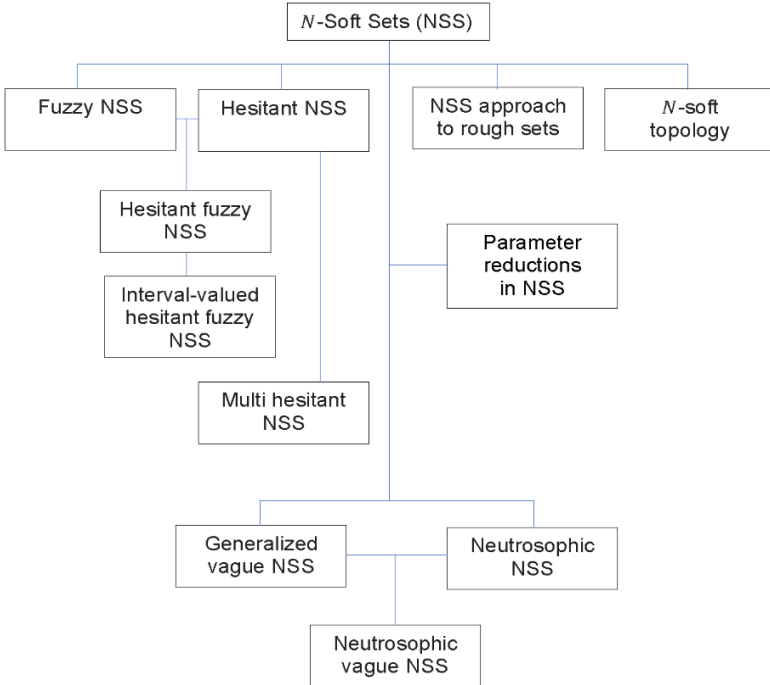 N-Soft Sets (NSS)
Fuzzy NSS
Hesitant NSS
NSS approach
to rough sets
N-soft
topology
Hesitant fuzzy
NSS
Parameter
reductions
in NSS
Interval-valued
hesitant fuzzy
NSS
Multi hesitant
NSS
Generalized
vague NSS
Neutrosophic
NSS
Neutrosophic
vague NSS